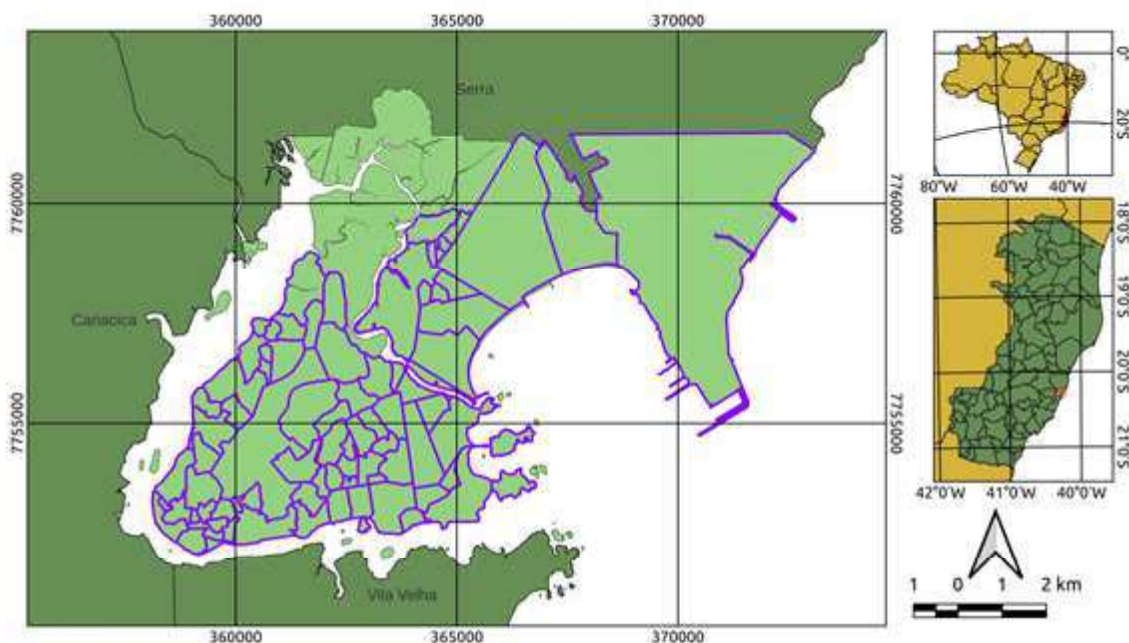 360000
365000
370000
Serra
7760000
7760000
Cariacica
7755000
7755000
Vila Velha
360000
365000
370000
0°
20°S
80°W
60°W
40°W
18°0'S
19°0'S
20°0'S
21°0'S
42°0'W
41°0'W
40°0'W
1 0 1 2 km